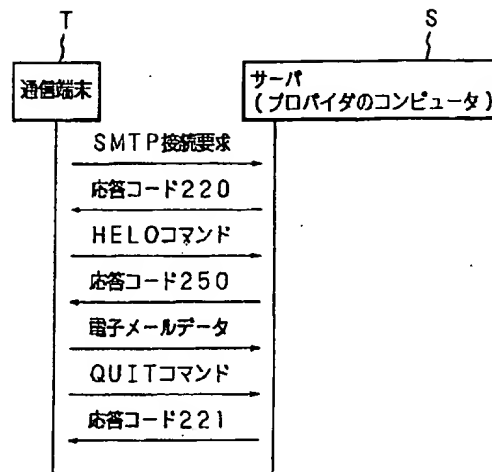 T
S
通信端末
サーバ
(プロバイダのコンピュータ)
SMTP接続要求
応答コード220
HELOコマンド
応答コード250
電子メールデータ
QUITコマンド
応答コード221